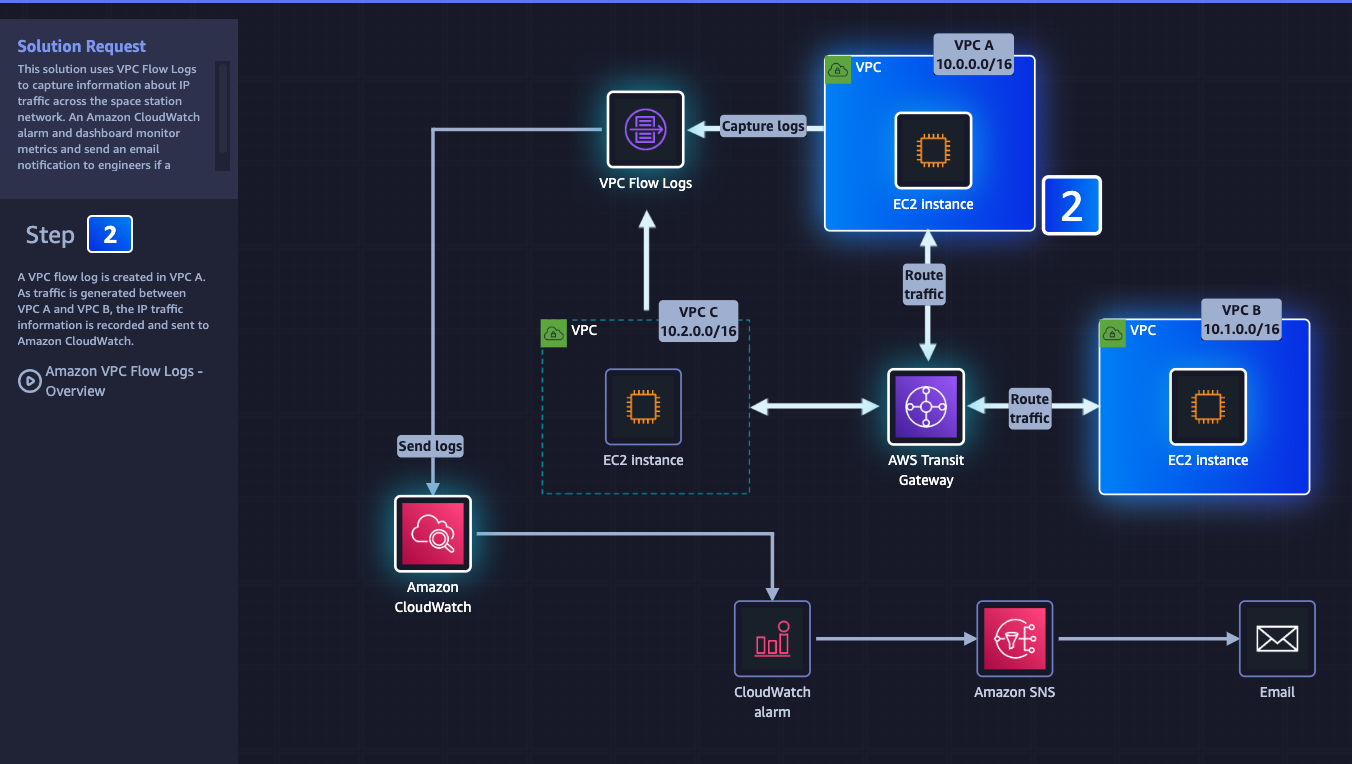 Solution Request
This solution uses VPC Flow Logs
to capture information about IP
traffic across the space station
network. An Amazon CloudWatch
alarm and dashboard monitor
metrics and send an email
notification to engineers if a
Step 2
A VPC flow log is created in VPC A.
As traffic is generated between
VPC A and VPC B, the IP traffic
information is recorded and sent to
Amazon CloudWatch.
Amazon VPC Flow Logs -
Overview
VPC A
10.0.0.0/16
VPC
EC2 instance
2
Capture logs
VPC Flow Logs
Route
traffic
VPC C
10.2.0.0/16
VPC
EC2 instance
VPC B
10.1.0.0/16
VPC
EC2 instance
Route
traffic
AWS Transit
Gateway
Send logs
Amazon
CloudWatch
CloudWatch
alarm
Amazon SNS
Email